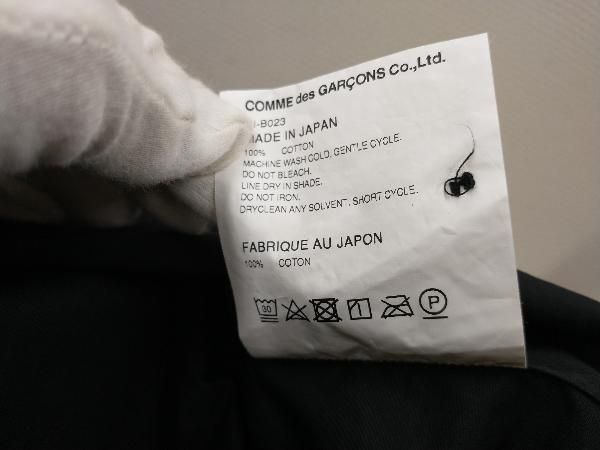 COMME des GARÇONS Co.,Ltd.
-B023
MADE IN JAPAN
100% COTTON
MACHINE WASH COLD, GENTLE CYCLE.
DO NOT BLEACH.
LINE DRY IN SHADE.
DO NOT IRON.
DRYCLEAN ANY SOLVENT, SHORT CYCLE.
FABRIQUE AU JAPON
100% COTON
30 P